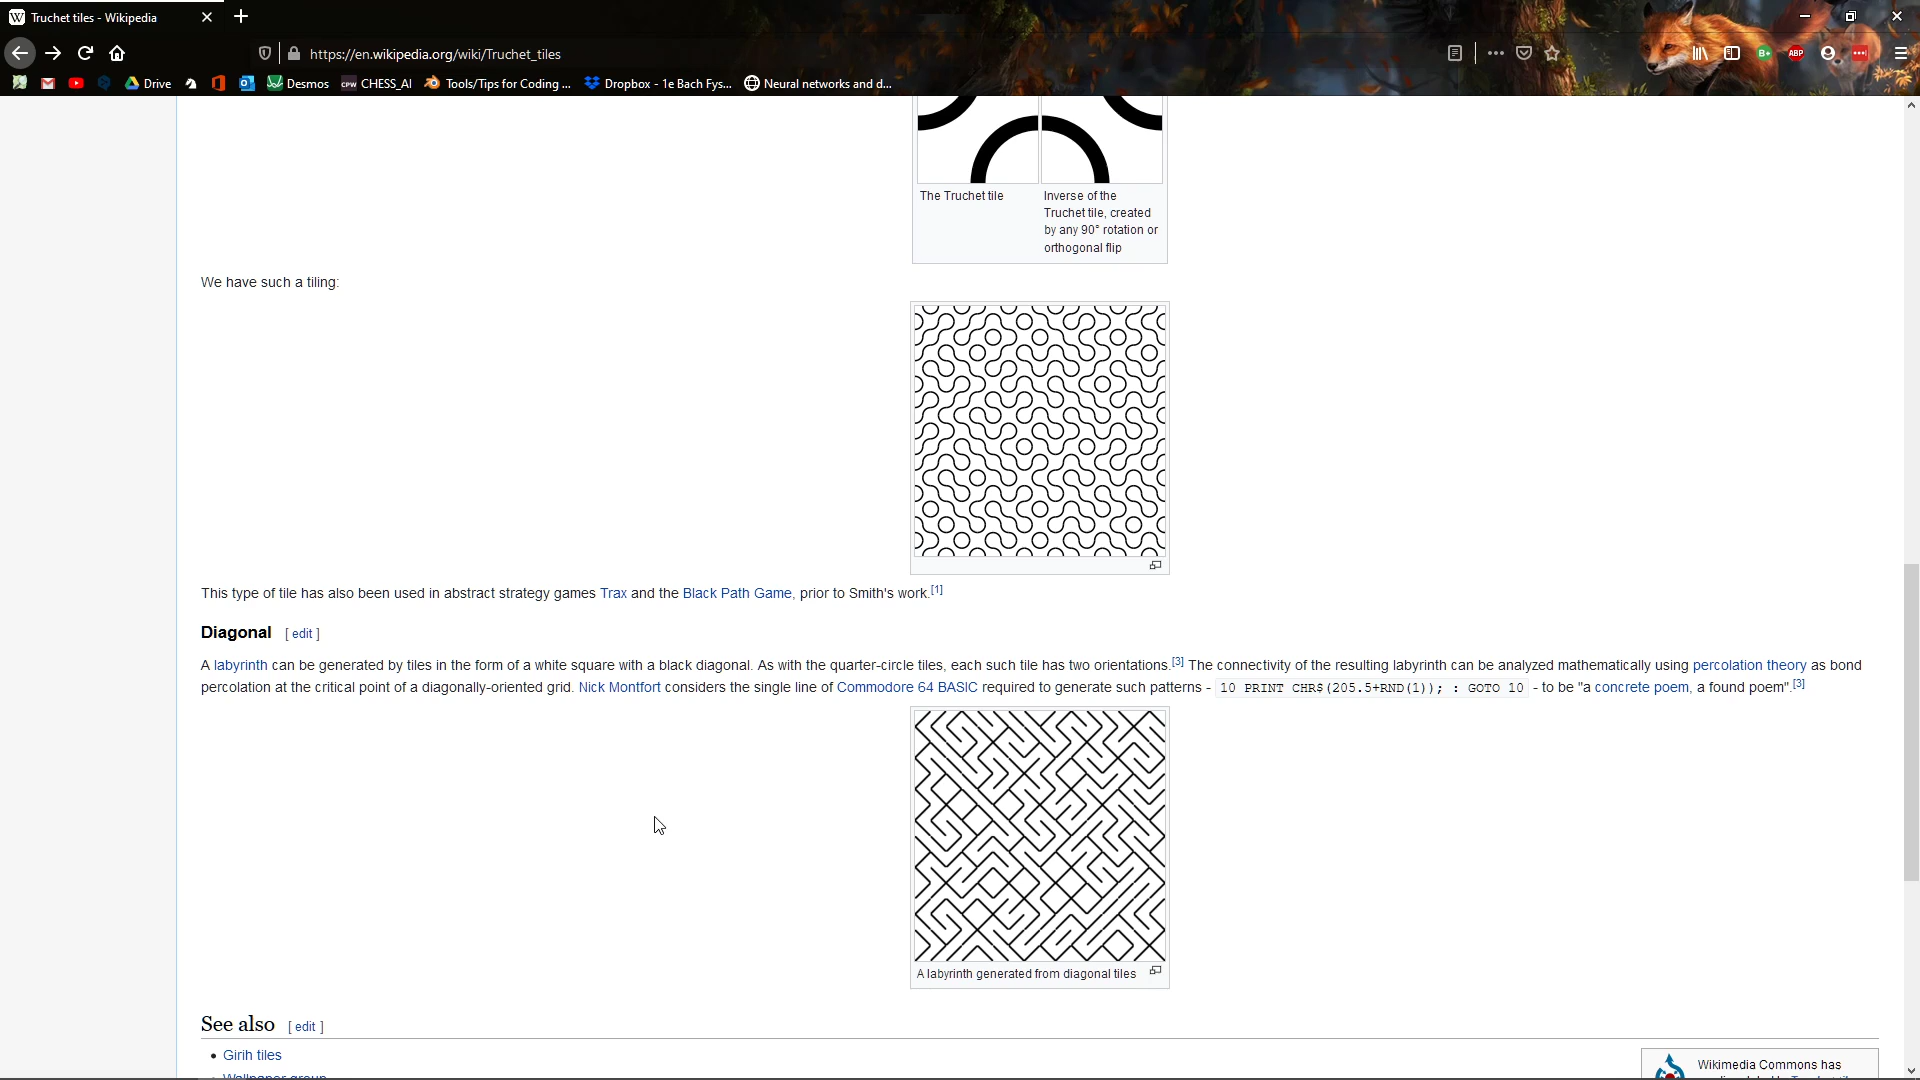 Truchet tiles - Wikipedia
https://en.wikipedia.org/wiki/Truchet_tiles
Drive
Desmos
CPW CHESS_AI
Tools/Tips for Coding ...
Dropbox - 1e Bach Fys...
Neural networks and d...
B+
ABP
The Truchet tile
Inverse of the
Truchet tile, created
by any 90° rotation or
orthogonal flip
We have such a tiling:
This type of tile has also been used in abstract strategy games Trax and the Black Path Game, prior to Smith's work.[1]
Diagonal [ edit ]
A labyrinth can be generated by tiles in the form of a white square with a black diagonal. As with the quarter-circle tiles, each such tile has two orientations.[3] The connectivity of the resulting labyrinth can be analyzed mathematically using percolation theory as bond
percolation at the critical point of a diagonally-oriented grid. Nick Montfort considers the single line of Commodore 64 BASIC required to generate such patterns - 10 PRINT CHR$(205.5+RND(1)); : GOTO 10 - to be "a concrete poem, a found poem".[3]
A labyrinth generated from diagonal tiles
See also [ edit ]
• Girih tiles
Wallpaper group
Wikimedia Commons has